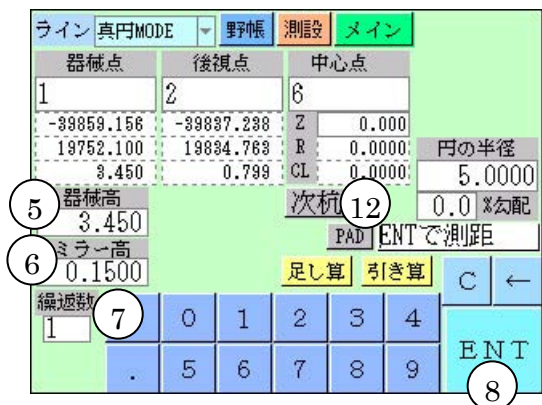 ライン 真円MODE 野帳 測設 メイン
器械点 後視点 中心点
1 2 6
-39859.156 -39837.238 Z 0.000
19752.100 19834.763 R 0.0000 円の半径
3.450 0.799 CL 0.0000 5.0000
5 器械高 次杭 12 0.0 %勾配
3.450 PAD ENTで測距
6 ミラー高
0.1500 足し算 引き算 C ←
繰返数
1 7 0 1 2 3 4
. 5 6 7 8 9 ENT
8